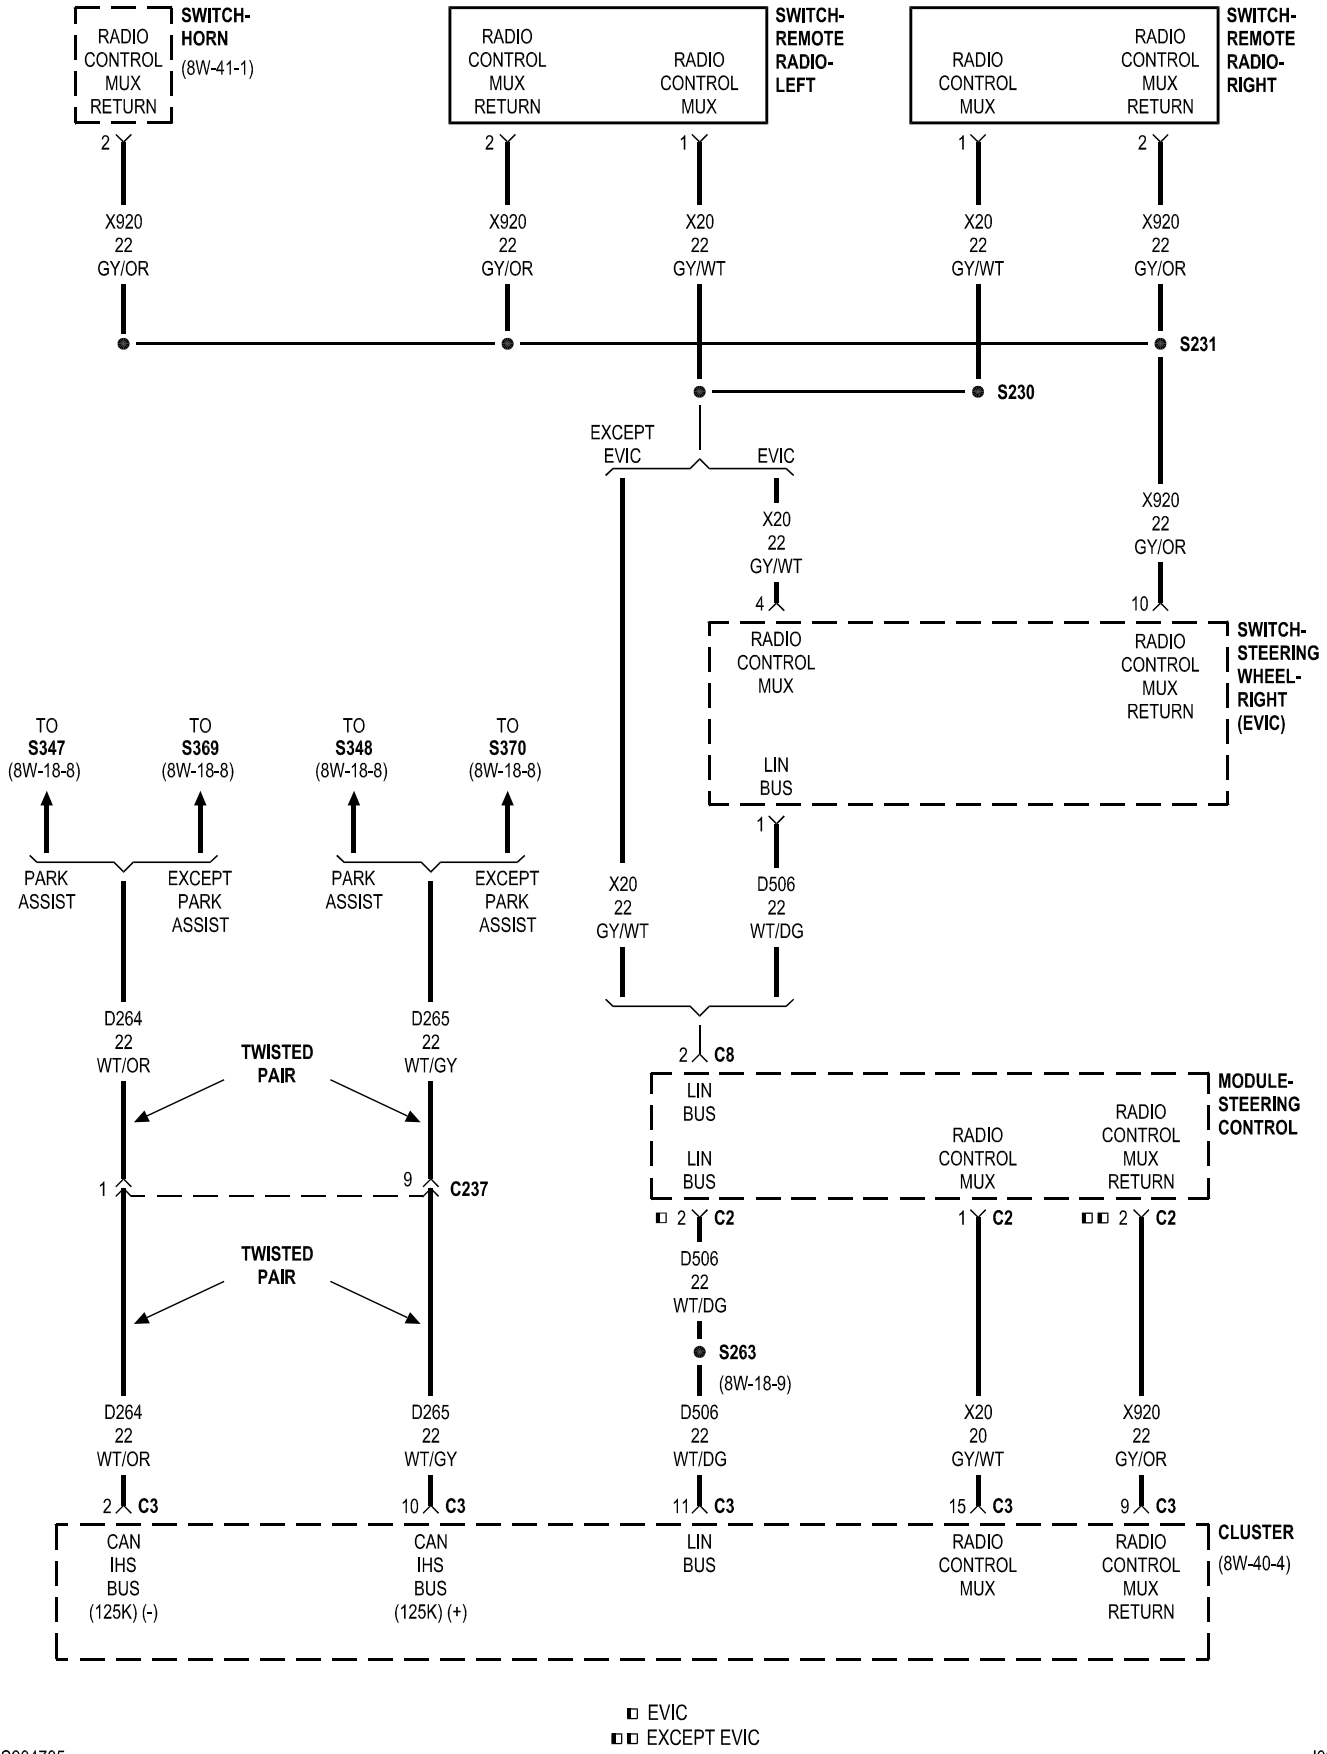 RADIO
CONTROL
MUX
RETURN
SWITCH-
HORN
(8W-41-1)
RADIO
CONTROL
MUX
RETURN
RADIO
CONTROL
MUX
SWITCH-
REMOTE
RADIO-
LEFT
RADIO
CONTROL
MUX
RADIO
CONTROL
MUX
RETURN
SWITCH-
REMOTE
RADIO-
RIGHT
2
2
1
1
2
X920
22
GY/OR
X920
22
GY/OR
X20
22
GY/WT
X20
22
GY/WT
X920
22
GY/OR
S231
S230
EXCEPT
EVIC
EVIC
X20
22
GY/WT
X920
22
GY/OR
4
10
RADIO
CONTROL
MUX
RADIO
CONTROL
MUX
RETURN
SWITCH-
STEERING
WHEEL-
RIGHT
(EVIC)
LIN
BUS
1
TO
S347
(8W-18-8)
TO
S369
(8W-18-8)
TO
S348
(8W-18-8)
TO
S370
(8W-18-8)
PARK
ASSIST
EXCEPT
PARK
ASSIST
PARK
ASSIST
EXCEPT
PARK
ASSIST
X20
22
GY/WT
D506
22
WT/DG
D264
22
WT/OR
TWISTED
PAIR
D265
22
WT/GY
2
C8
LIN
BUS
LIN
BUS
RADIO
CONTROL
MUX
RADIO
CONTROL
MUX
RETURN
MODULE-
STEERING
CONTROL
1
9
C237
2 C2
1 C2
2 C2
TWISTED
PAIR
D506
22
WT/DG
S263
(8W-18-9)
D264
22
WT/OR
D265
22
WT/GY
D506
22
WT/DG
X20
20
GY/WT
X920
22
GY/OR
2 C3
10 C3
11 C3
15 C3
9 C3
CAN
IHS
BUS
(125K) (-)
CAN
IHS
BUS
(125K) (+)
LIN
BUS
RADIO
CONTROL
MUX
RADIO
CONTROL
MUX
RETURN
CLUSTER
(8W-40-4)
EVIC
EXCEPT EVIC